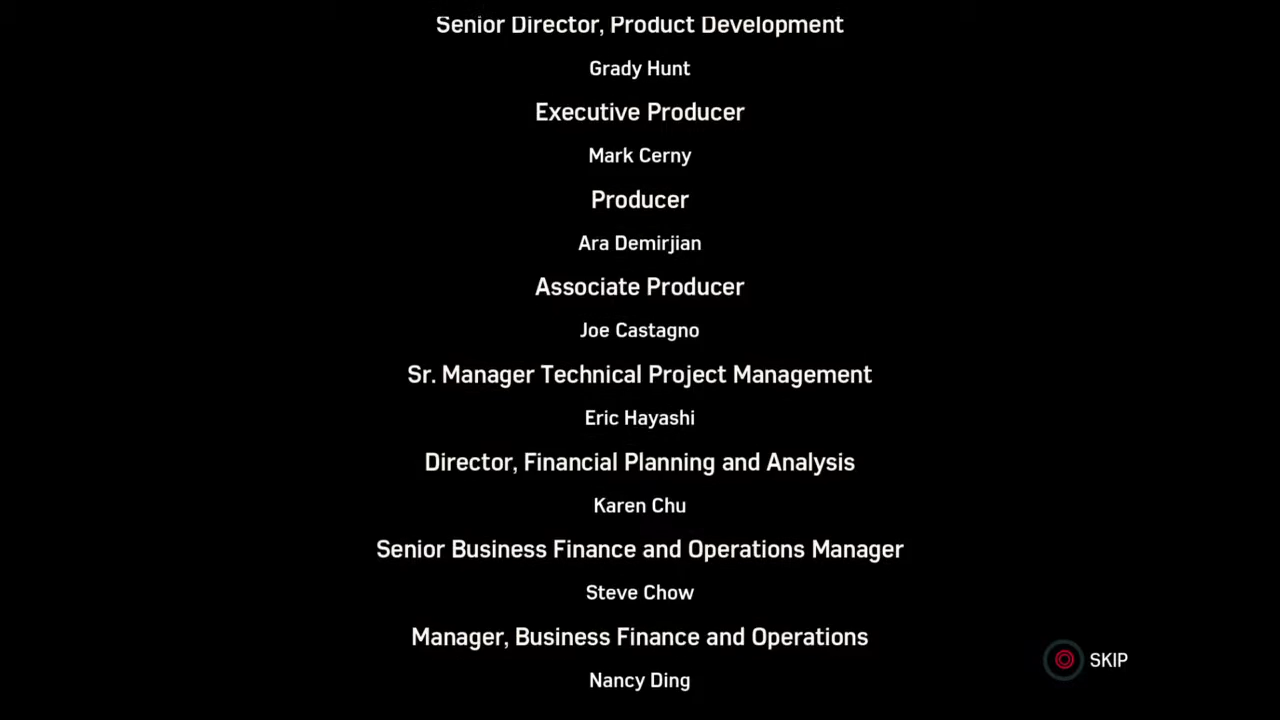 Senior Director, Product Development
Grady Hunt
Executive Producer
Mark Cerny
Producer
Ara Demirjian
Associate Producer
Joe Castagno
Sr. Manager Technical Project Management
Eric Hayashi
Director, Financial Planning and Analysis
Karen Chu
Senior Business Finance and Operations Manager
Steve Chow
Manager, Business Finance and Operations
Nancy Ding
SKIP